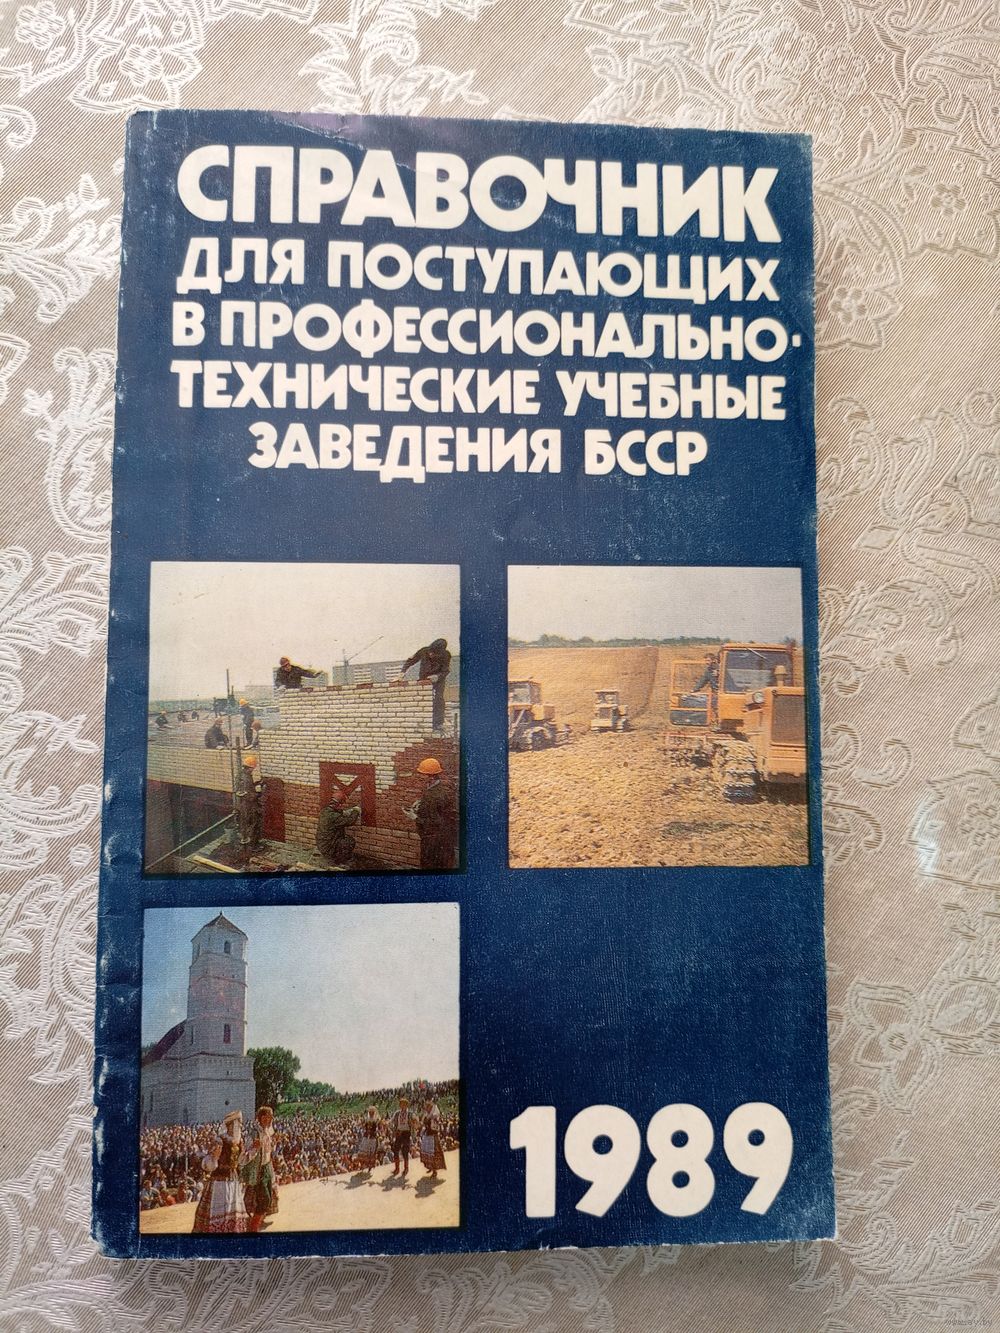 СПРАВОЧНИК
ДЛЯ ПОСТУПАЮЩИХ
В ПРОФЕССИОНАЛЬНО-
ТЕХНИЧЕСКИЕ УЧЕБНЫЕ
ЗАВЕДЕНИЯ БССР
1989